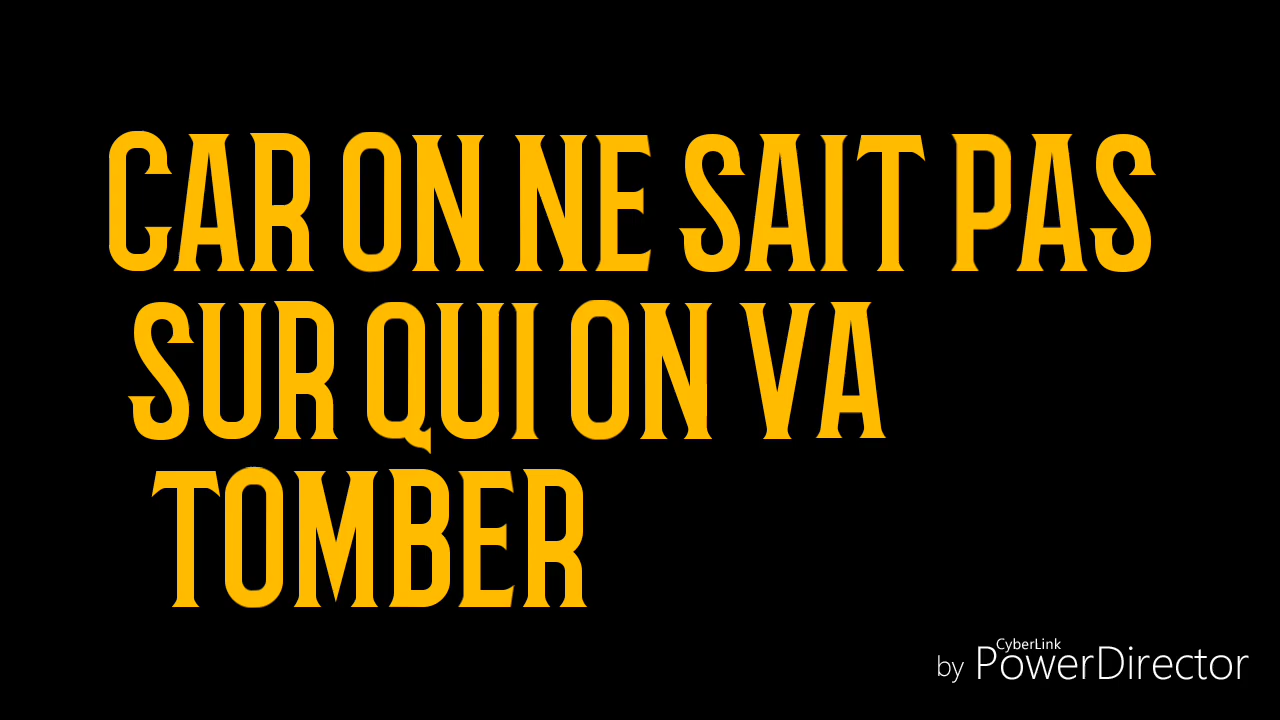 CAR ON NE SAIT PAS
SUR QUI ON VA
TOMBER
by CyberLink PowerDirector